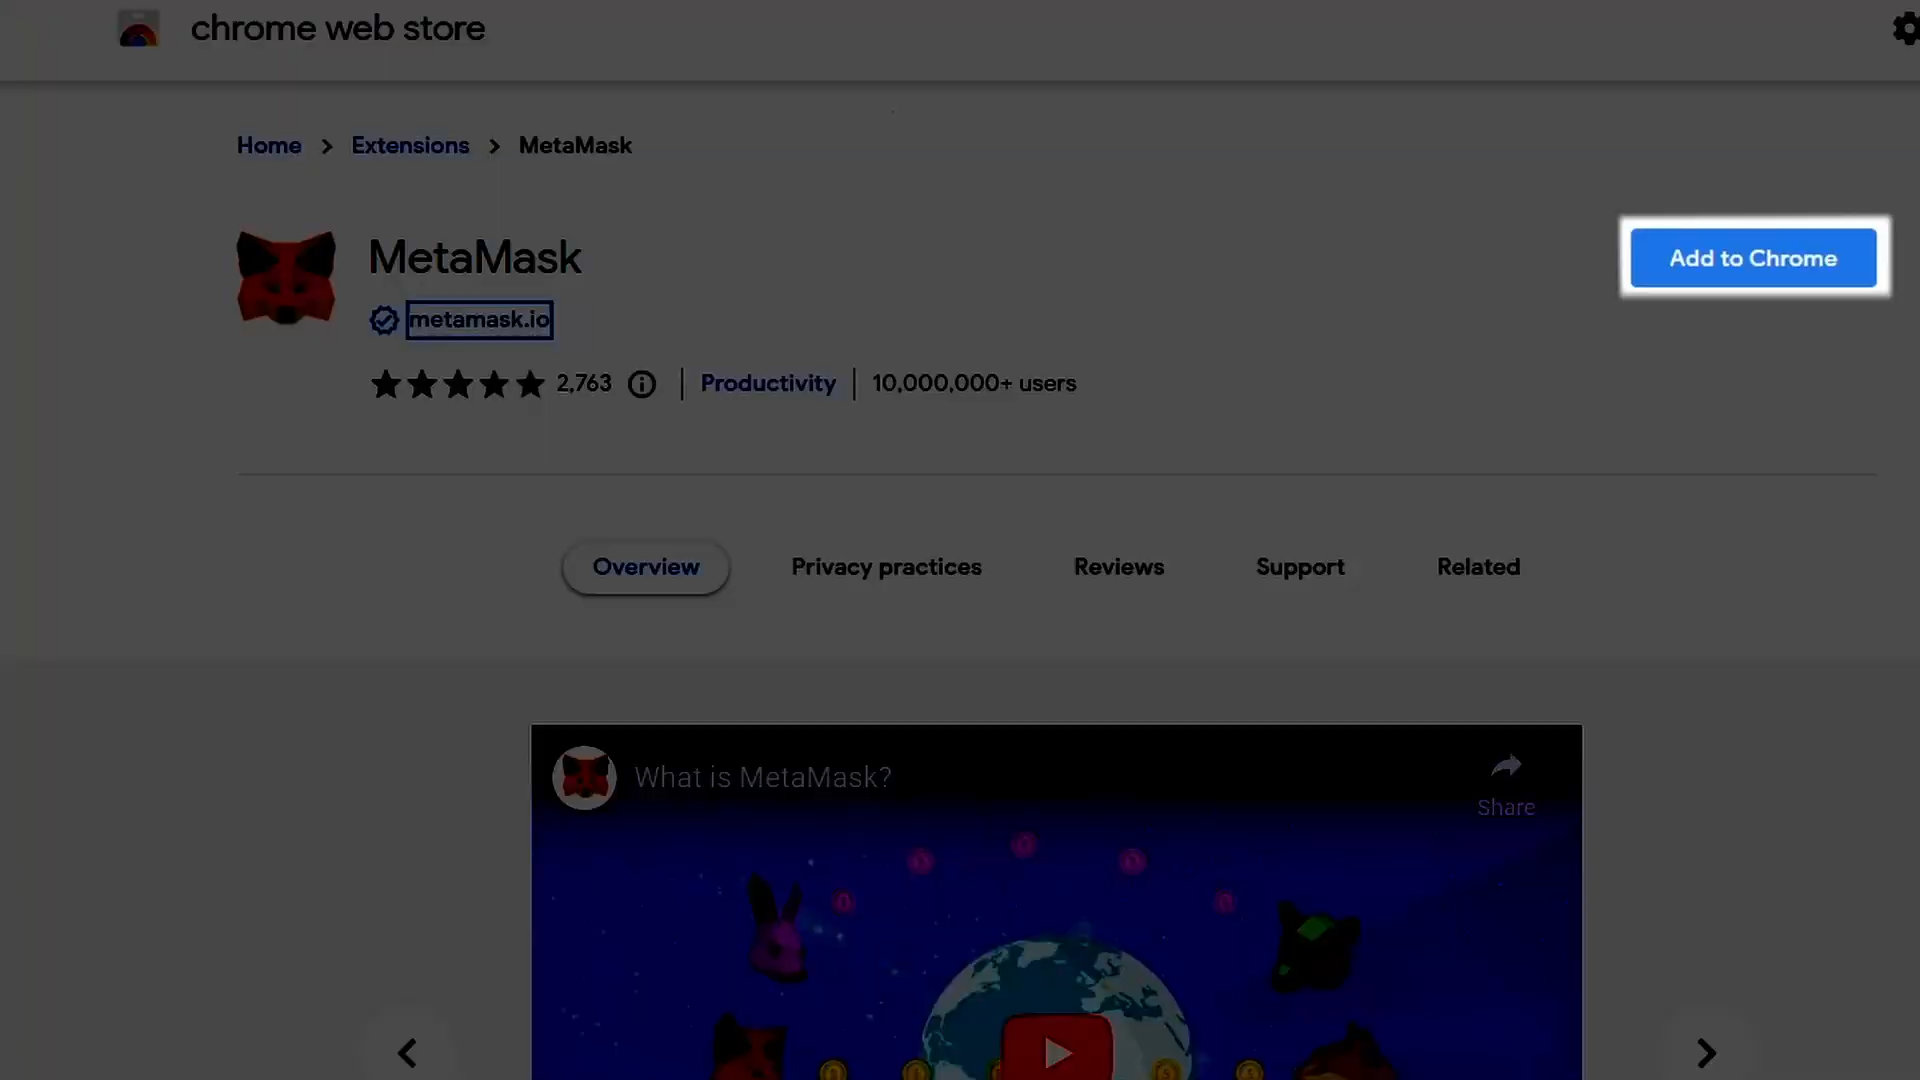 chrome web store
Home > Extensions > MetaMask
MetaMask
Add to Chrome
metamask.io
2,763 | Productivity | 10,000,000+ users
Overview
Privacy practices
Reviews
Support
Related
What is MetaMask?
Share